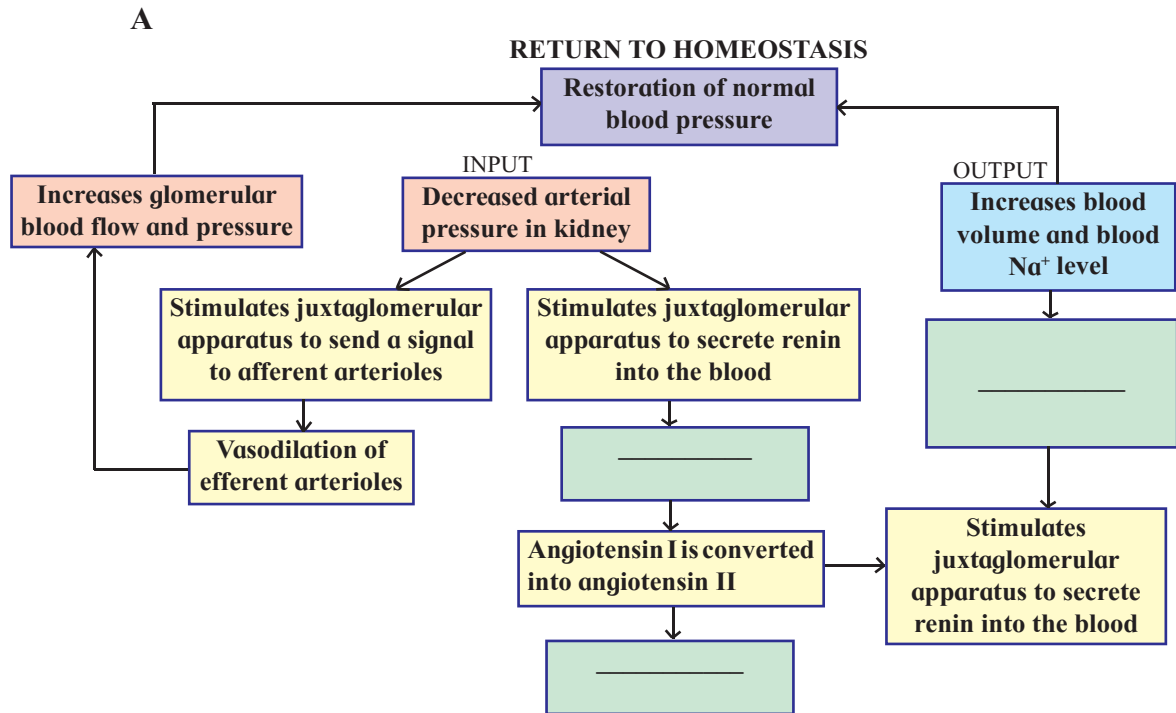 A
RETURN TO HOMEOSTASIS
Restoration of normal
blood pressure
INPUT
OUTPUT
Increases glomerular
blood flow and pressure
Decreased arterial
pressure in kidney
Increases blood
volume and blood
Na⁺ level
Stimulates juxtaglomerular
apparatus to send a signal
to afferent arterioles
Stimulates juxtaglomerular
apparatus to secrete renin
into the blood
Vasodilation of
efferent arterioles
Angiotensin I is converted
into angiotensin II
Stimulates
juxtaglomerular
apparatus to secrete
renin into the blood